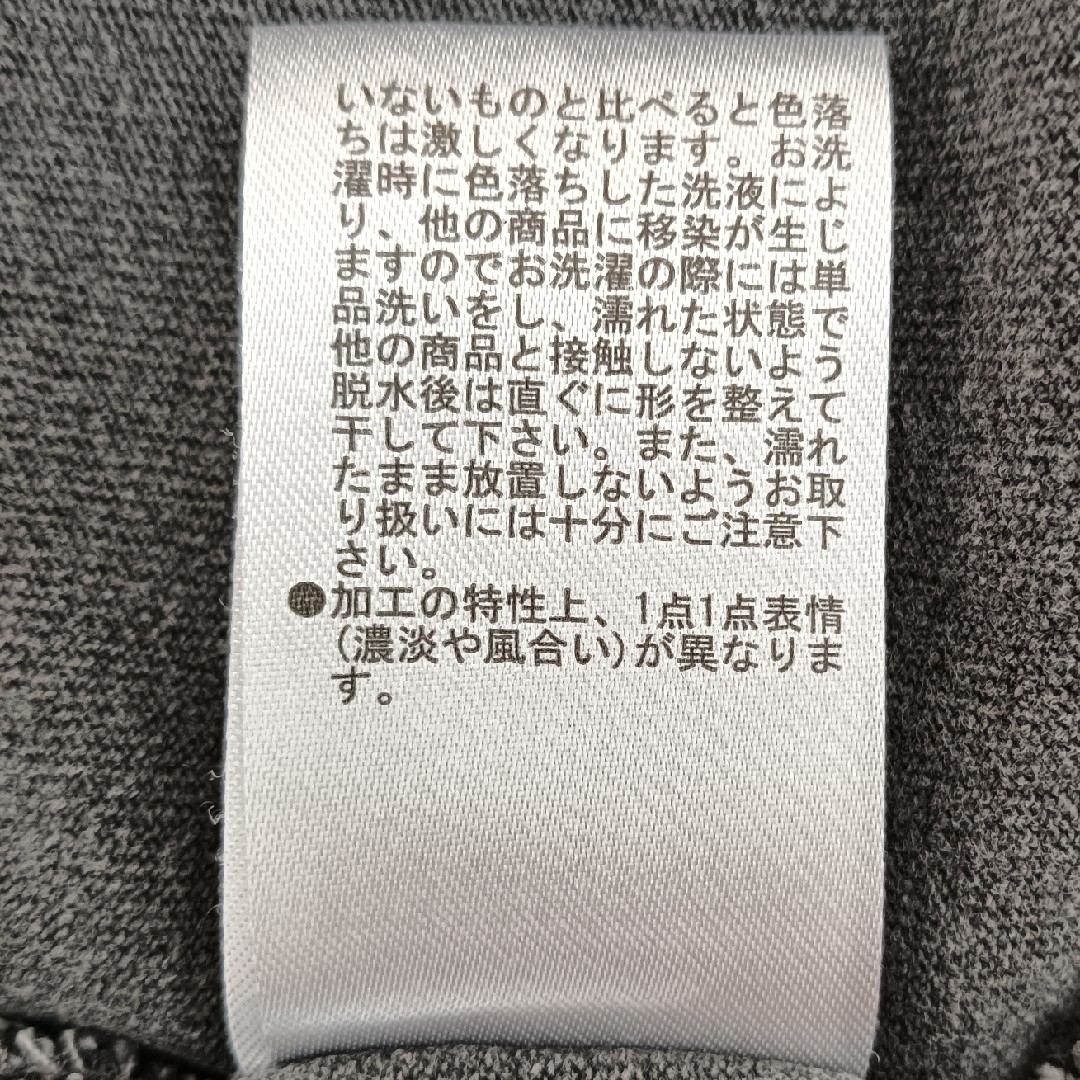 いないものと比べると色落
ちは激しくなります。お洗
濯時に色落ちした洗液によ
り、他の商品に移染が生じ
ますのでお洗濯の際には単
品洗いをし、濡れた状態で
他の商品と接触しないよう
脱水後は直ぐに形を整えて
干して下さい。また、濡れ
たまま放置しないようお取
り扱いには十分にご注意下
さい。
●加工の特性上、1点1点表情
(濃淡や風合い)が異なりま
す。